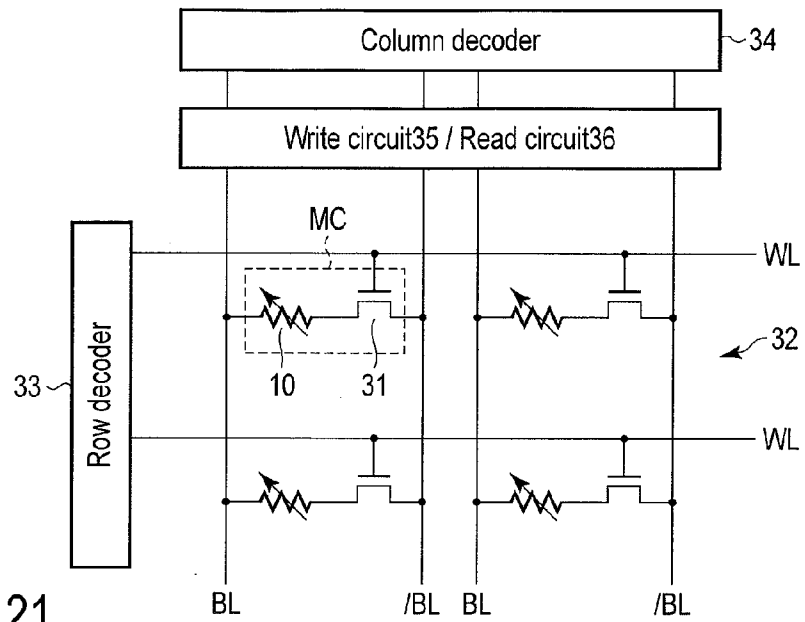 Column decoder
34
Write circuit35 / Read circuit36
MC
WL
10
31
32
33
Row decoder
WL
21
BL
/BL
BL
/BL